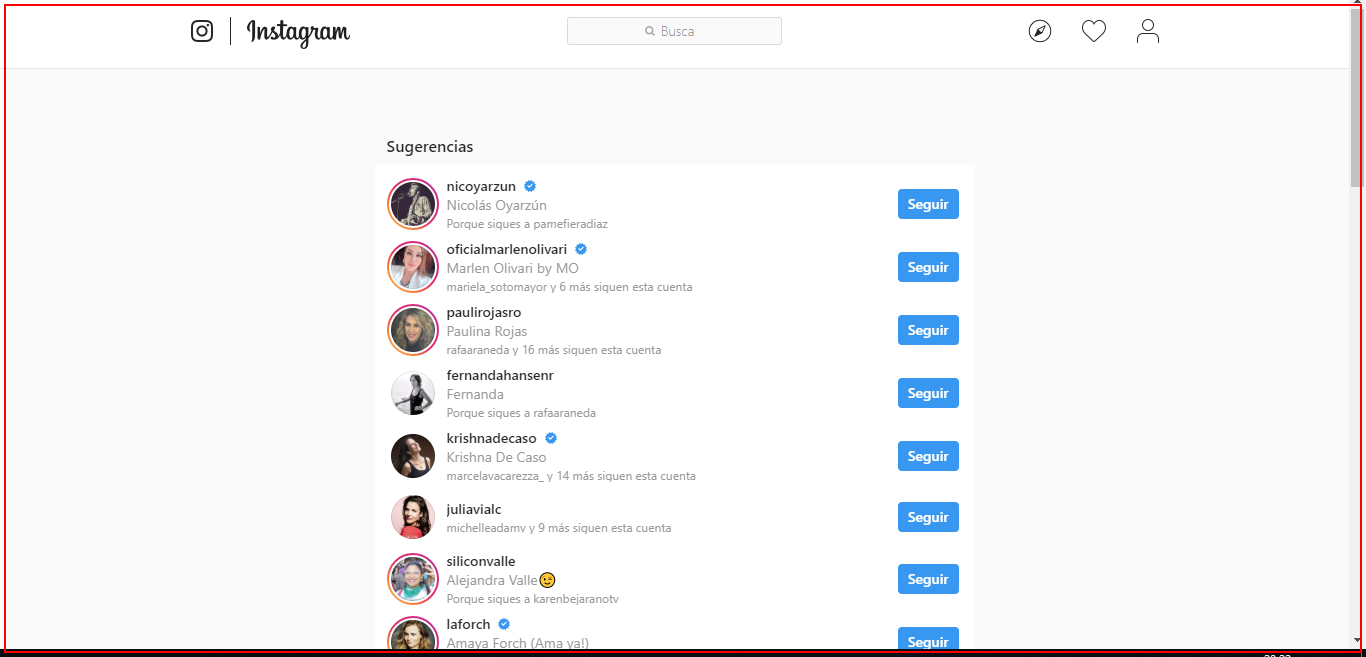 Instagram
Busca
Sugerencias
nicoyarzun
Nicolás Oyarzún
Porque sigues a pamefieradiaz
Seguir
oficialmarlenolivari
Marlen Olivari by MO
mariela_sotomayor y 6 más siguen esta cuenta
Seguir
paulirojasro
Paulina Rojas
rafaaraneda y 16 más siguen esta cuenta
Seguir
fernandahansenr
Fernanda
Porque sigues a rafaaraneda
Seguir
krishnadecaso
Krishna De Caso
marcelavacarezza_ y 14 más siguen esta cuenta
Seguir
juliavialc
michelleadamv y 9 más siguen esta cuenta
Seguir
siliconvalle
Alejandra Valle😉
Porque sigues a karenbejaranotv
Seguir
laforch
Amaya Forch (Ama ya!)
Seguir